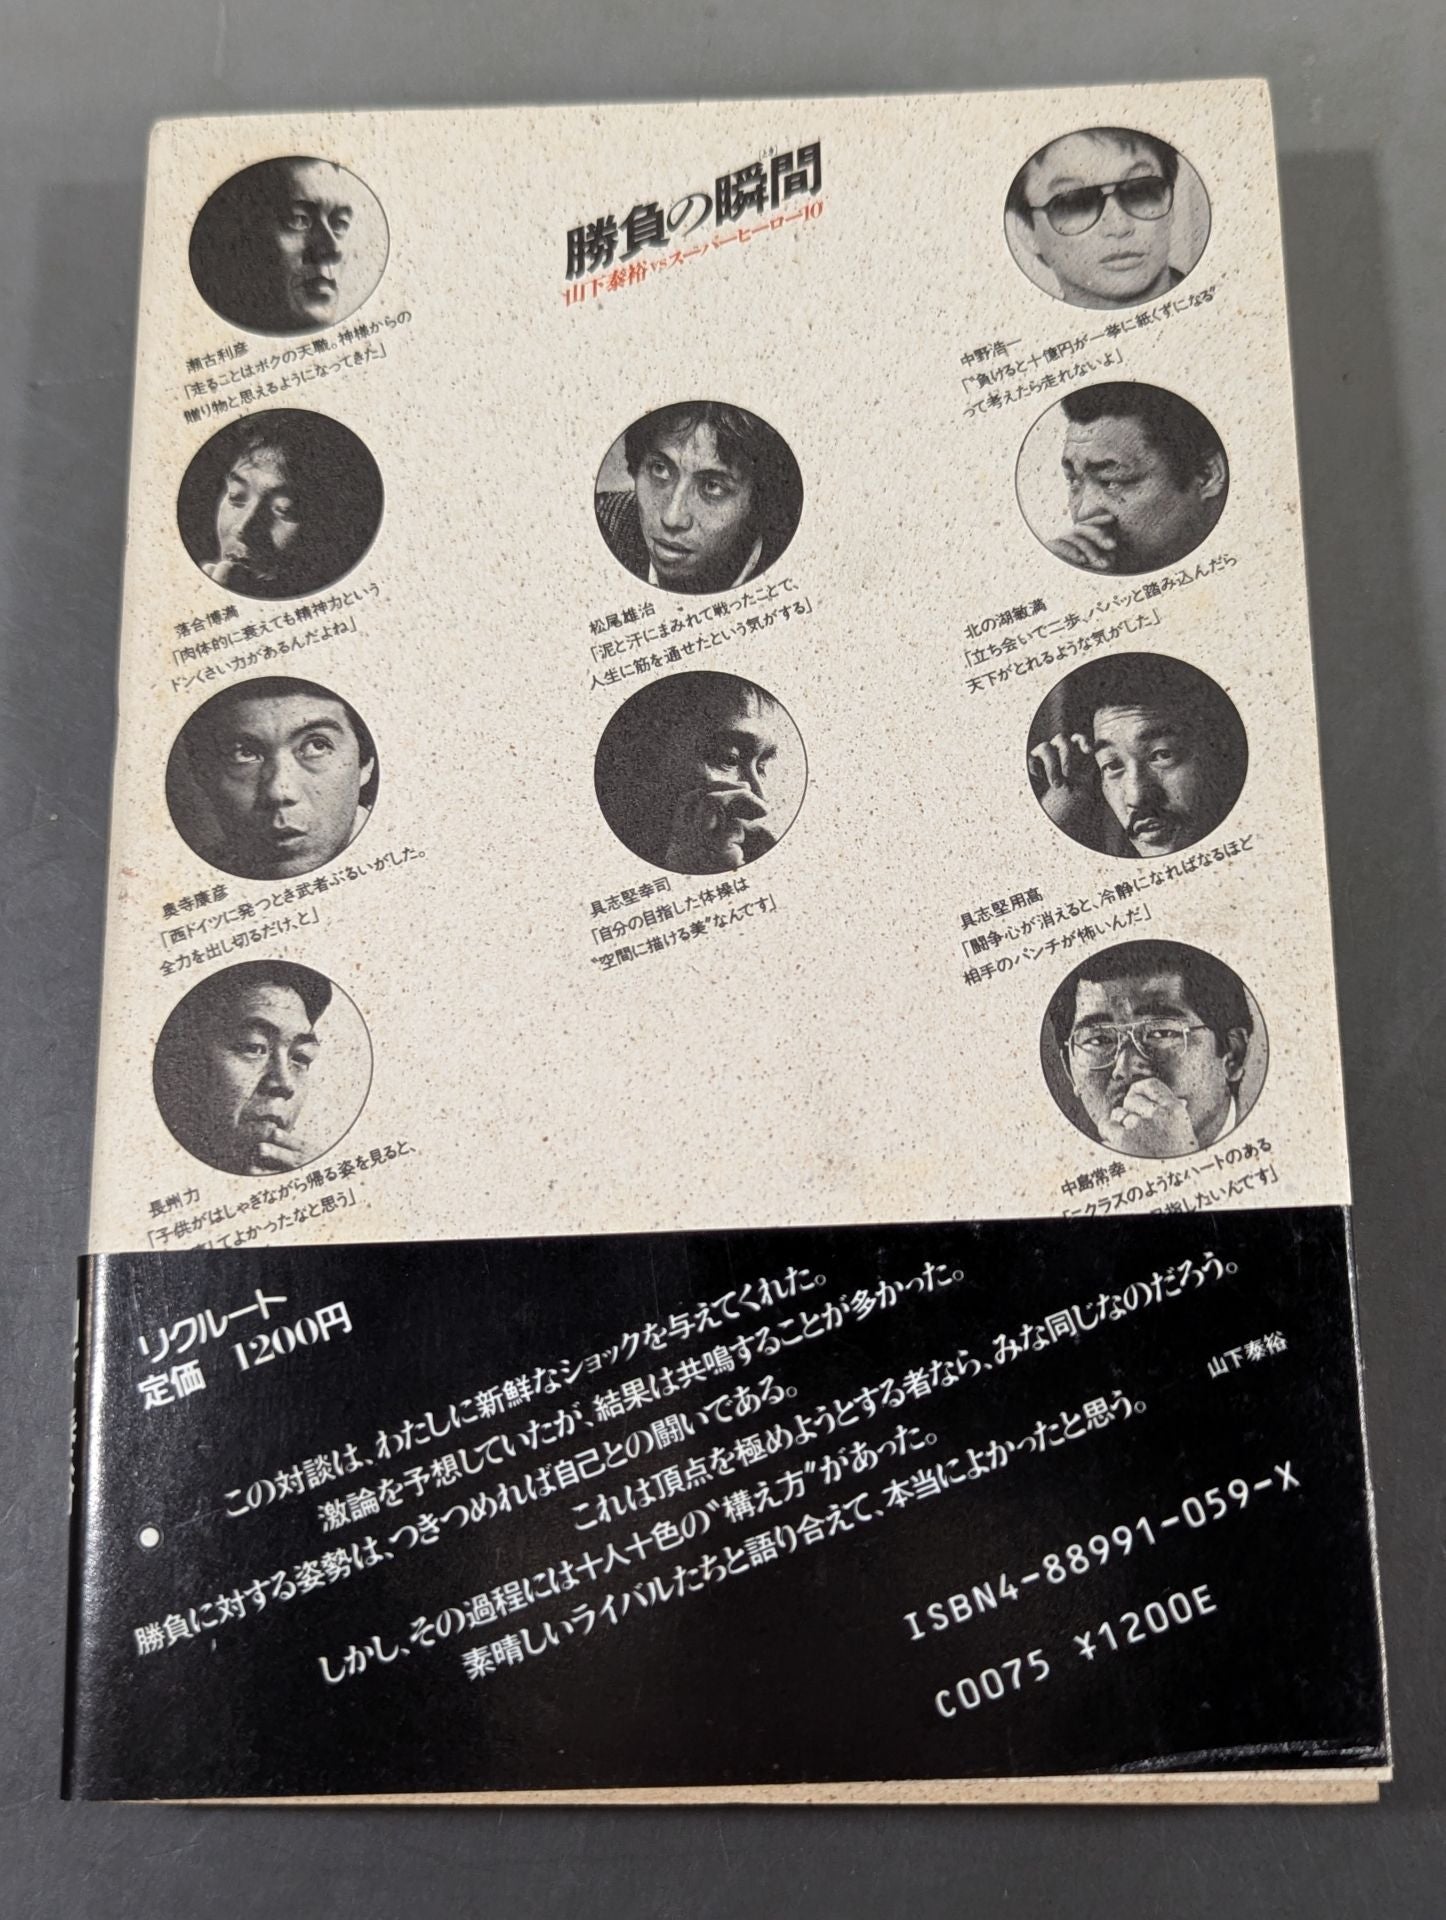 勝負の瞬間
(とき)
山下泰裕vsスーパーヒーロー10
瀬古利彦
「走ることはボクの天職。神様からの
贈り物と思えるようになってきた」
中野浩一
「“負けると十億円が一挙に紙くずになる”
って考えたら走れないよ」
落合博満
「肉体的に衰えても精神力という
ドンくさい力があるんだよね」
松尾雄治
「泥と汗にまみれて戦ったことで、
人生に筋を通せたという気がする」
北の湖敏満
「立ち会いで二歩、パパッと踏み込んだら
天下がとれるような気がした」
奥寺康彦
「西ドイツに発つとき武者ぶるいがした。
全力を出し切るだけ、と」
具志堅幸司
「自分の目指した体操は
“空間に描ける美”なんです」
具志堅用高
「闘争心が消えると、冷静になればなるほど
相手のパンチが怖いんだ」
長州力
「子供がはしゃぎながら帰る姿を見ると、
してよかったなと思う」
中島常幸
「ニクラスのようなハートのある
目指したいんです」
リクルート
定価 1200円
●
この対談は、わたしに新鮮なショックを与えてくれた。
激論を予想していたが、結果は共鳴することが多かった。
勝負に対する姿勢は、つきつめれば自己との闘いである。
これは頂点を極めようとする者なら、みな同じなのだろう。
しかし、その過程には十人十色の“構え方”があった。
素晴しいライバルたちと語り合えて、本当によかったと思う。
山下泰裕
ISBN4-88991-059-X
C0075 ¥1200E